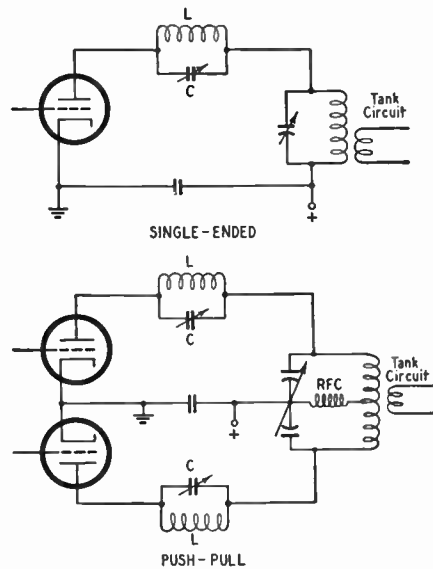 L
C
Tank
Circuit
+
SINGLE-ENDED
L
C
RFC
Tank
Circuit
+
C
L
PUSH-PULL